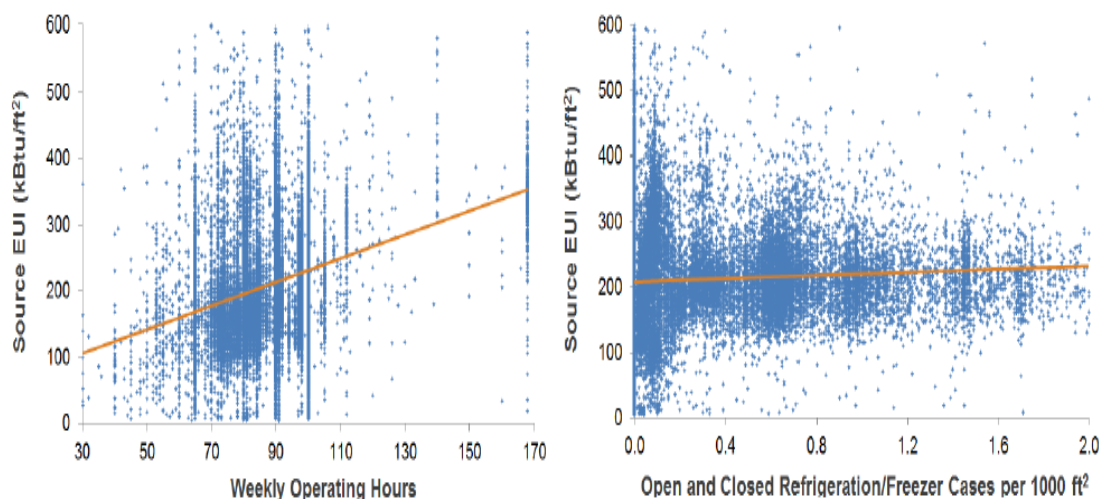 Source EUI (kBtu/ft²)
600
500
400
300
200
100
0
30 50 70 90 110 130 150 170
Weekly Operating Hours
Source EUI (kBtu/ft²)
600
500
400
300
200
100
0
0.0 0.4 0.8 1.2 1.6 2.0
Open and Closed Refrigeration/Freezer Cases per 1000 ft²